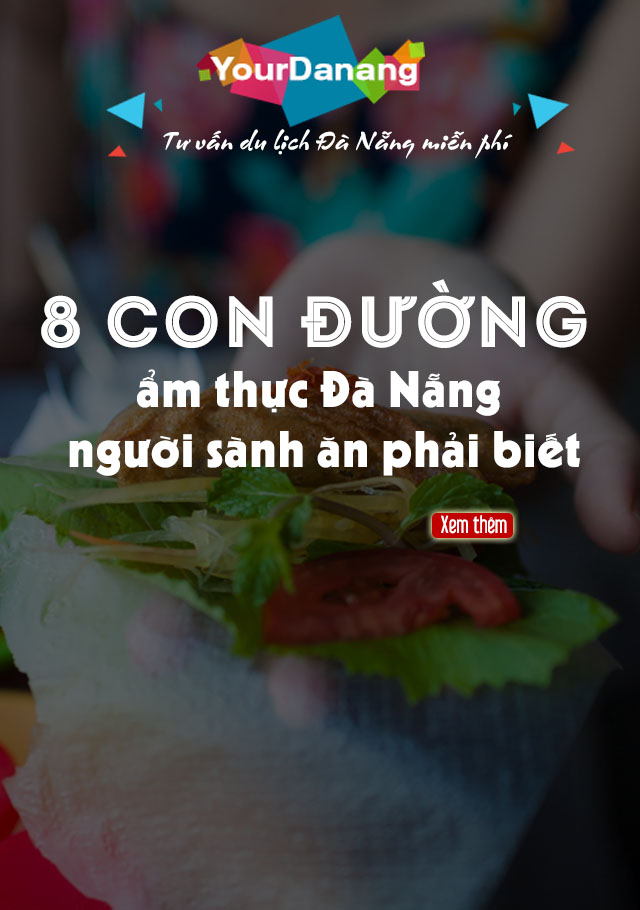 YourDanang
Tư vấn du lịch Đà Nẵng miễn phí
8 CON ĐƯỜNG
ẩm thực Đà Nẵng
người sành ăn phải biết
Xem thêm